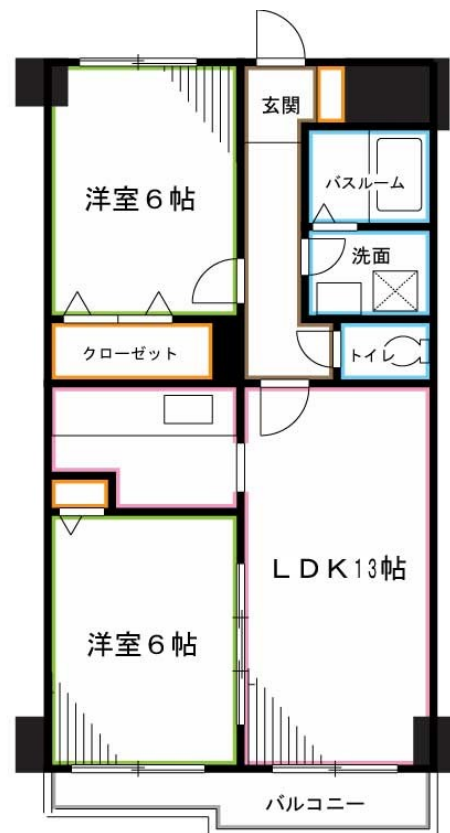 玄関
バスルーム
洋室6帖
洗面
クローゼット
トイレ
LDK13帖
洋室6帖
バルコニー